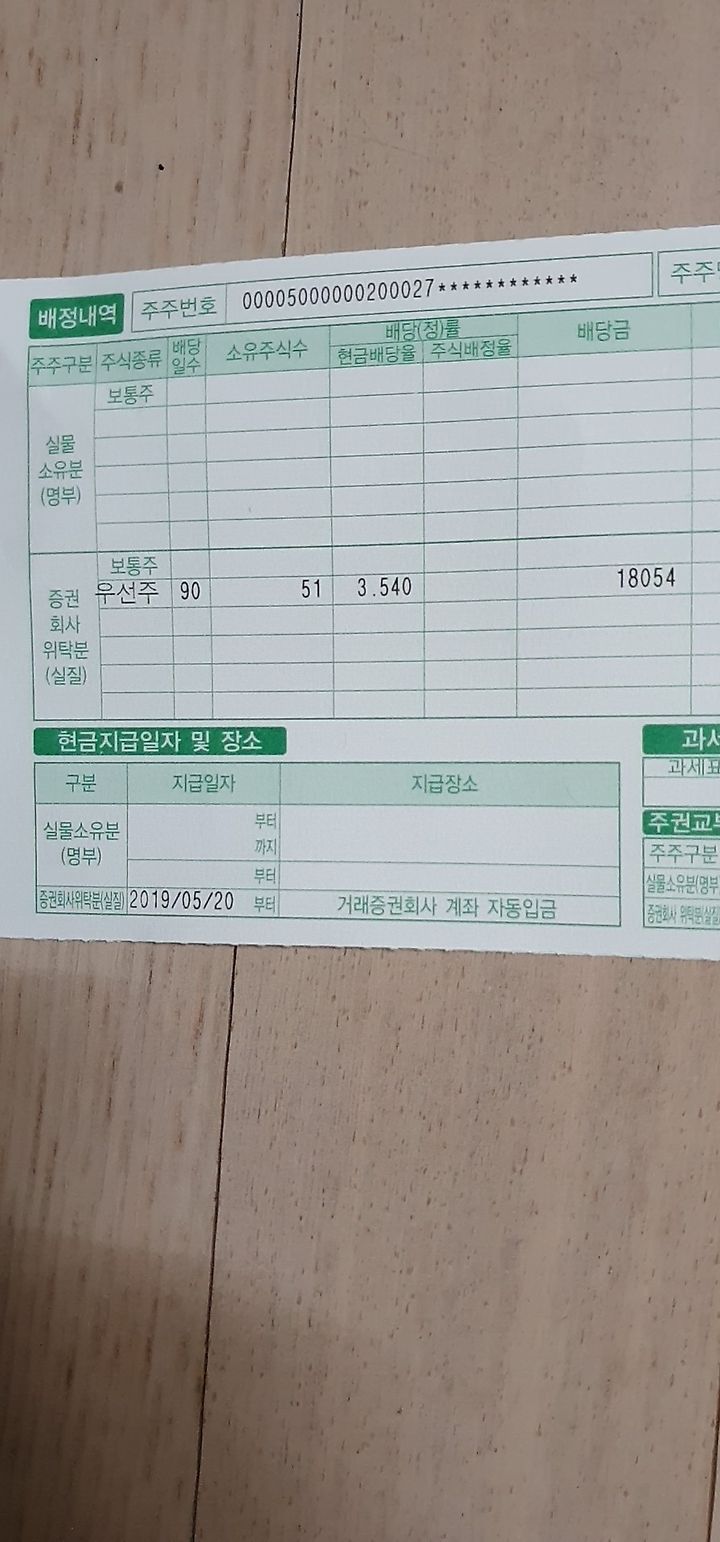 배정내역 주주번호 00005000000200027************ 주주
주주구분 주식종류 배당일수 소유주식수 배당(정)률 현금배당율 주식배정율 배당금
실물소유분(명부) 보통주
증권회사위탁분(실질) 보통주
우선주 90 51 3.540 18054
현금지급일자 및 장소 과세
구분 지급일자 지급장소 과세표
실물소유분(명부) 부터
까지
부터
증권회사위탁분(실질) 2019/05/20 부터 거래증권회사 계좌 자동입금
주권교부
주주구분
실물소유분(명부
증권회사 위탁분(실질